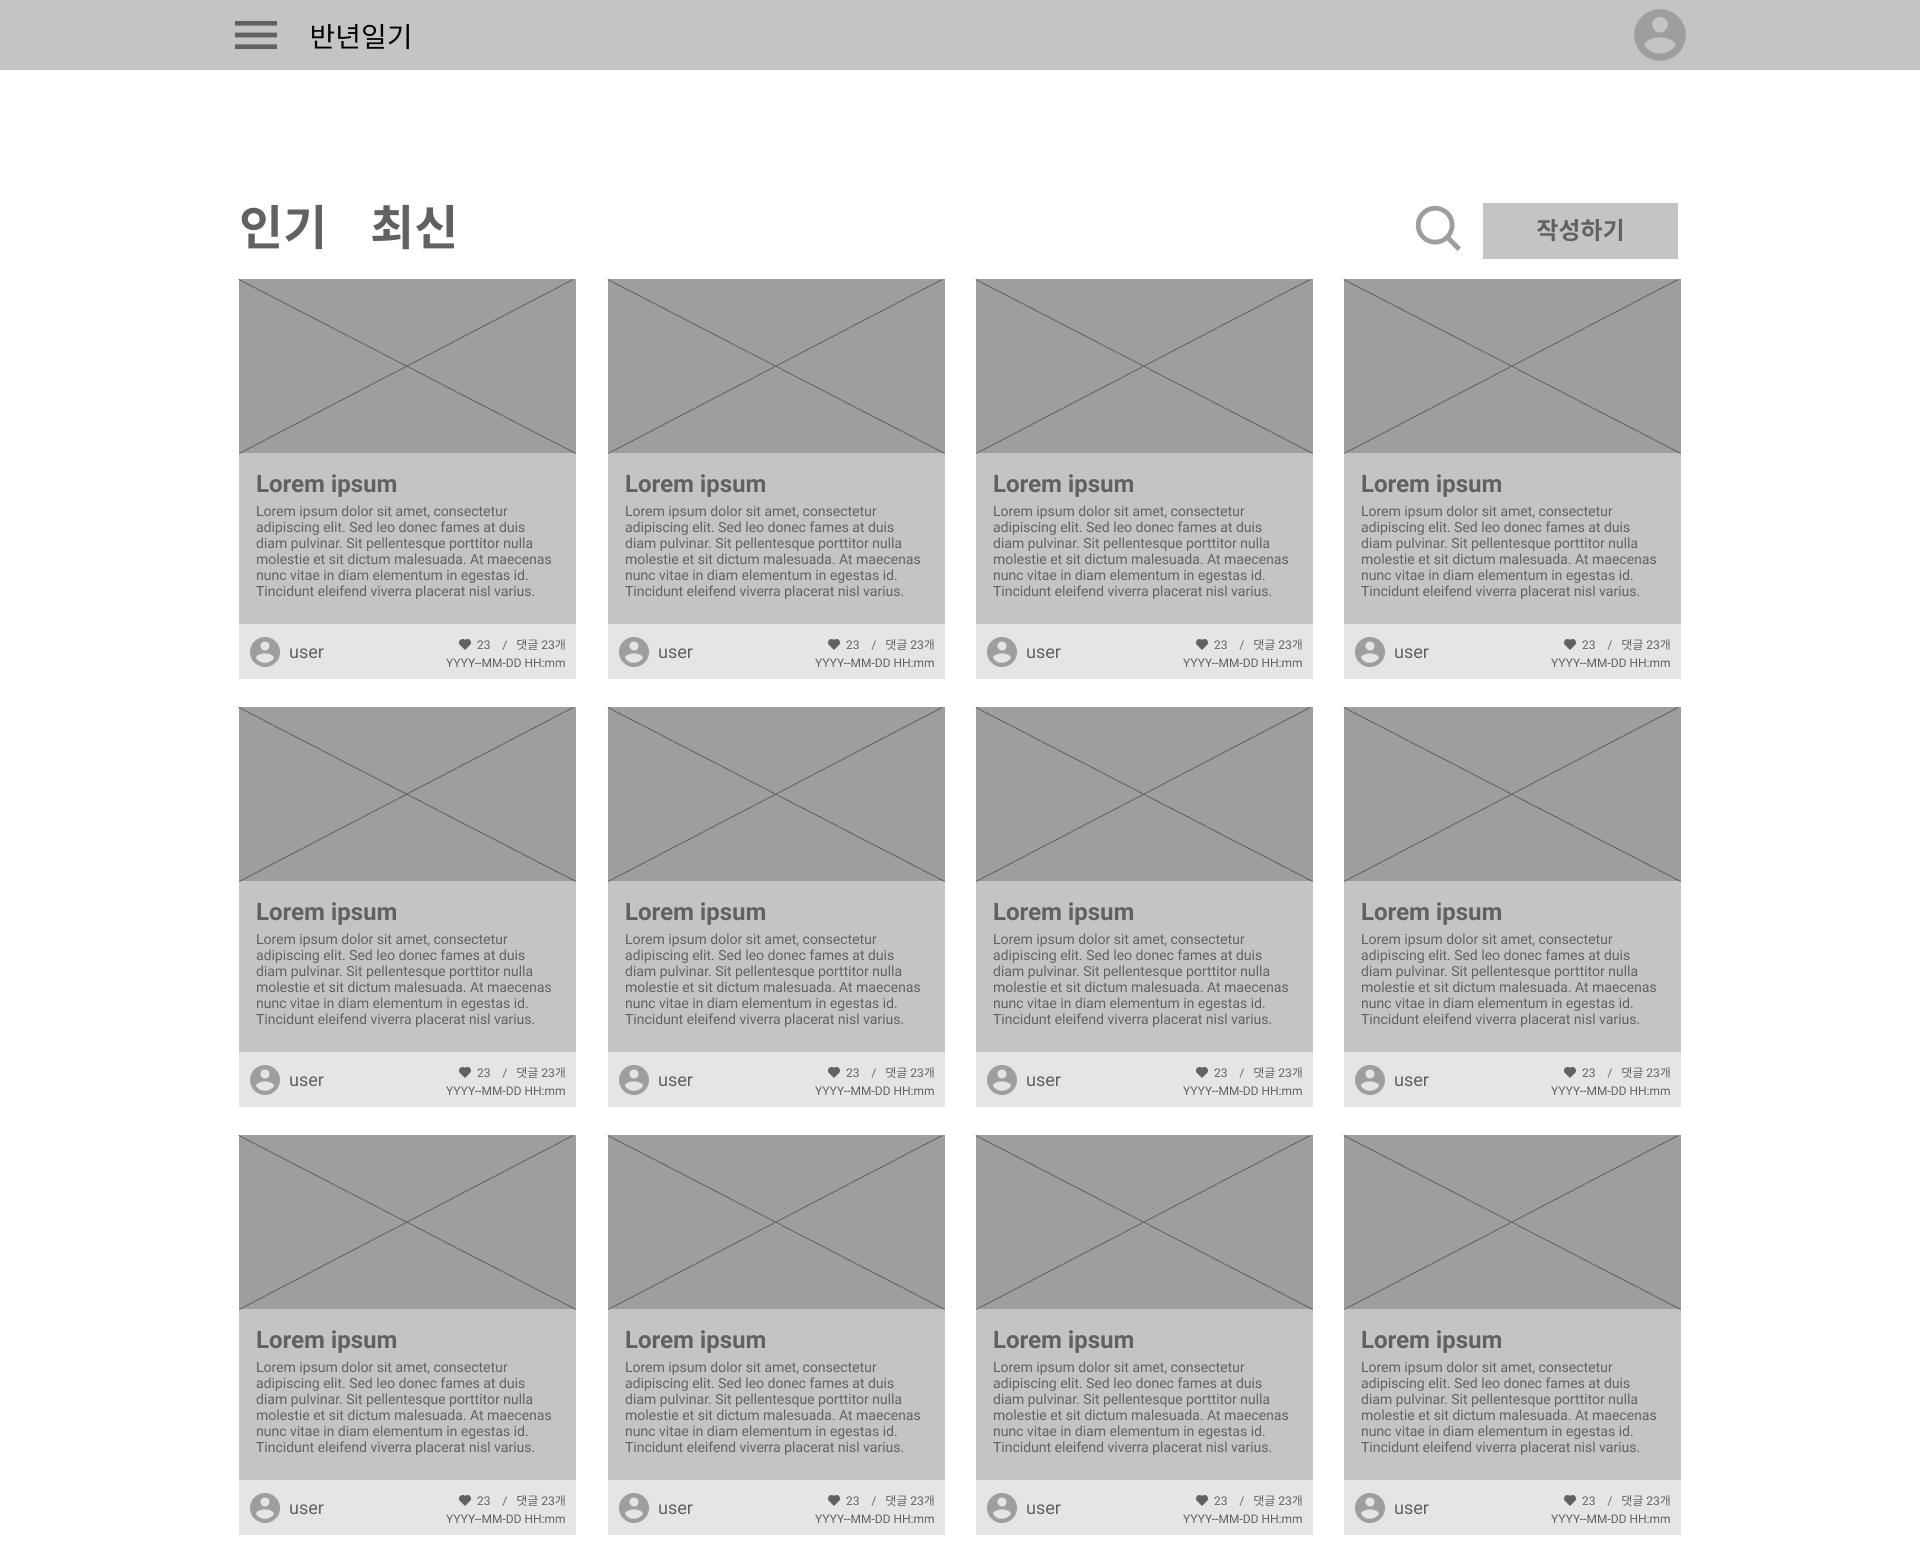 반년일기
인기 최신
작성하기
Lorem ipsum
Lorem ipsum dolor sit amet, consectetur
adipiscing elit. Sed leo donec fames at duis
diam pulvinar. Sit pellentesque porttitor nulla
molestie et sit dictum malesuada. At maecenas
nunc vitae in diam elementum in egestas id.
Tincidunt eleifend viverra placerat nisl varius.
user
23 / 댓글 23개
YYYY--MM-DD HH:mm
Lorem ipsum
Lorem ipsum dolor sit amet, consectetur
adipiscing elit. Sed leo donec fames at duis
diam pulvinar. Sit pellentesque porttitor nulla
molestie et sit dictum malesuada. At maecenas
nunc vitae in diam elementum in egestas id.
Tincidunt eleifend viverra placerat nisl varius.
user
23 / 댓글 23개
YYYY--MM-DD HH:mm
Lorem ipsum
Lorem ipsum dolor sit amet, consectetur
adipiscing elit. Sed leo donec fames at duis
diam pulvinar. Sit pellentesque porttitor nulla
molestie et sit dictum malesuada. At maecenas
nunc vitae in diam elementum in egestas id.
Tincidunt eleifend viverra placerat nisl varius.
user
23 / 댓글 23개
YYYY--MM-DD HH:mm
Lorem ipsum
Lorem ipsum dolor sit amet, consectetur
adipiscing elit. Sed leo donec fames at duis
diam pulvinar. Sit pellentesque porttitor nulla
molestie et sit dictum malesuada. At maecenas
nunc vitae in diam elementum in egestas id.
Tincidunt eleifend viverra placerat nisl varius.
user
23 / 댓글 23개
YYYY--MM-DD HH:mm
Lorem ipsum
Lorem ipsum dolor sit amet, consectetur
adipiscing elit. Sed leo donec fames at duis
diam pulvinar. Sit pellentesque porttitor nulla
molestie et sit dictum malesuada. At maecenas
nunc vitae in diam elementum in egestas id.
Tincidunt eleifend viverra placerat nisl varius.
user
23 / 댓글 23개
YYYY--MM-DD HH:mm
Lorem ipsum
Lorem ipsum dolor sit amet, consectetur
adipiscing elit. Sed leo donec fames at duis
diam pulvinar. Sit pellentesque porttitor nulla
molestie et sit dictum malesuada. At maecenas
nunc vitae in diam elementum in egestas id.
Tincidunt eleifend viverra placerat nisl varius.
user
23 / 댓글 23개
YYYY--MM-DD HH:mm
Lorem ipsum
Lorem ipsum dolor sit amet, consectetur
adipiscing elit. Sed leo donec fames at duis
diam pulvinar. Sit pellentesque porttitor nulla
molestie et sit dictum malesuada. At maecenas
nunc vitae in diam elementum in egestas id.
Tincidunt eleifend viverra placerat nisl varius.
user
23 / 댓글 23개
YYYY--MM-DD HH:mm
Lorem ipsum
Lorem ipsum dolor sit amet, consectetur
adipiscing elit. Sed leo donec fames at duis
diam pulvinar. Sit pellentesque porttitor nulla
molestie et sit dictum malesuada. At maecenas
nunc vitae in diam elementum in egestas id.
Tincidunt eleifend viverra placerat nisl varius.
user
23 / 댓글 23개
YYYY--MM-DD HH:mm
Lorem ipsum
Lorem ipsum dolor sit amet, consectetur
adipiscing elit. Sed leo donec fames at duis
diam pulvinar. Sit pellentesque porttitor nulla
molestie et sit dictum malesuada. At maecenas
nunc vitae in diam elementum in egestas id.
Tincidunt eleifend viverra placerat nisl varius.
user
23 / 댓글 23개
YYYY--MM-DD HH:mm
Lorem ipsum
Lorem ipsum dolor sit amet, consectetur
adipiscing elit. Sed leo donec fames at duis
diam pulvinar. Sit pellentesque porttitor nulla
molestie et sit dictum malesuada. At maecenas
nunc vitae in diam elementum in egestas id.
Tincidunt eleifend viverra placerat nisl varius.
user
23 / 댓글 23개
YYYY--MM-DD HH:mm
Lorem ipsum
Lorem ipsum dolor sit amet, consectetur
adipiscing elit. Sed leo donec fames at duis
diam pulvinar. Sit pellentesque porttitor nulla
molestie et sit dictum malesuada. At maecenas
nunc vitae in diam elementum in egestas id.
Tincidunt eleifend viverra placerat nisl varius.
user
23 / 댓글 23개
YYYY--MM-DD HH:mm
Lorem ipsum
Lorem ipsum dolor sit amet, consectetur
adipiscing elit. Sed leo donec fames at duis
diam pulvinar. Sit pellentesque porttitor nulla
molestie et sit dictum malesuada. At maecenas
nunc vitae in diam elementum in egestas id.
Tincidunt eleifend viverra placerat nisl varius.
user
23 / 댓글 23개
YYYY--MM-DD HH:mm